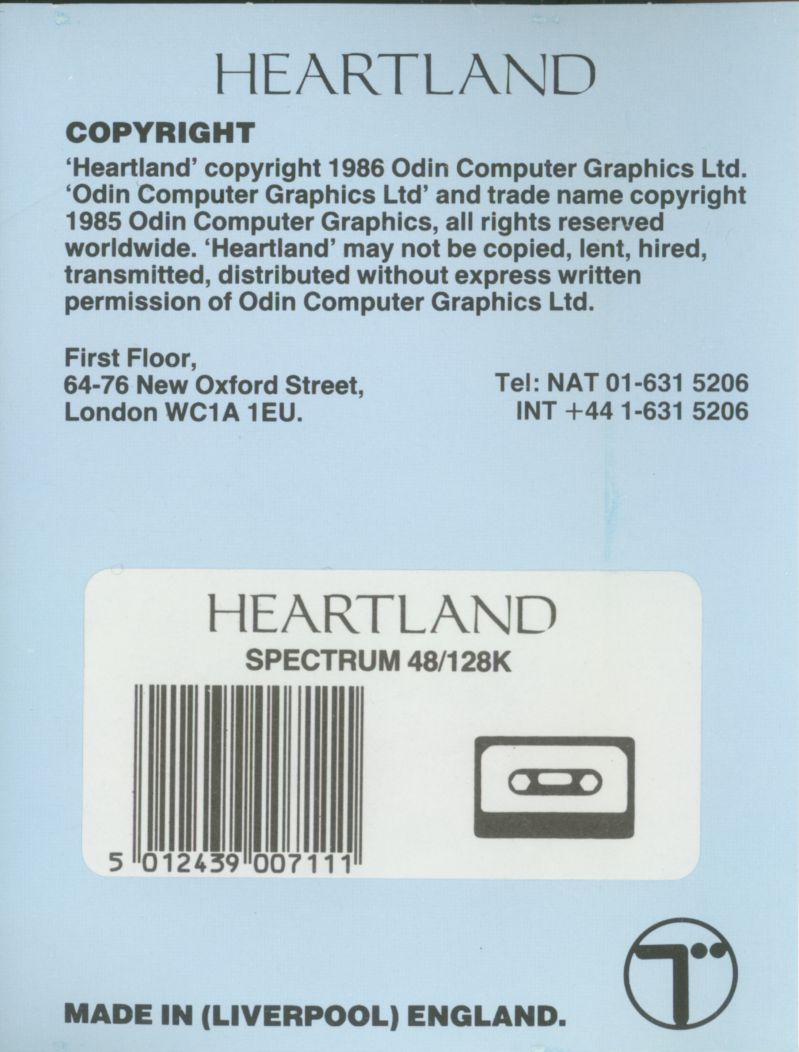 HEARTLAND
COPYRIGHT
‘Heartland’ copyright 1986 Odin Computer Graphics Ltd.
‘Odin Computer Graphics Ltd’ and trade name copyright
1985 Odin Computer Graphics, all rights reserved
worldwide. ‘Heartland’ may not be copied, lent, hired,
transmitted, distributed without express written
permission of Odin Computer Graphics Ltd.
First Floor,
64-76 New Oxford Street,
London WC1A 1EU.
Tel: NAT 01-631 5206
INT +44 1-631 5206
HEARTLAND
SPECTRUM 48/128K
5 012439 007111
MADE IN (LIVERPOOL) ENGLAND.